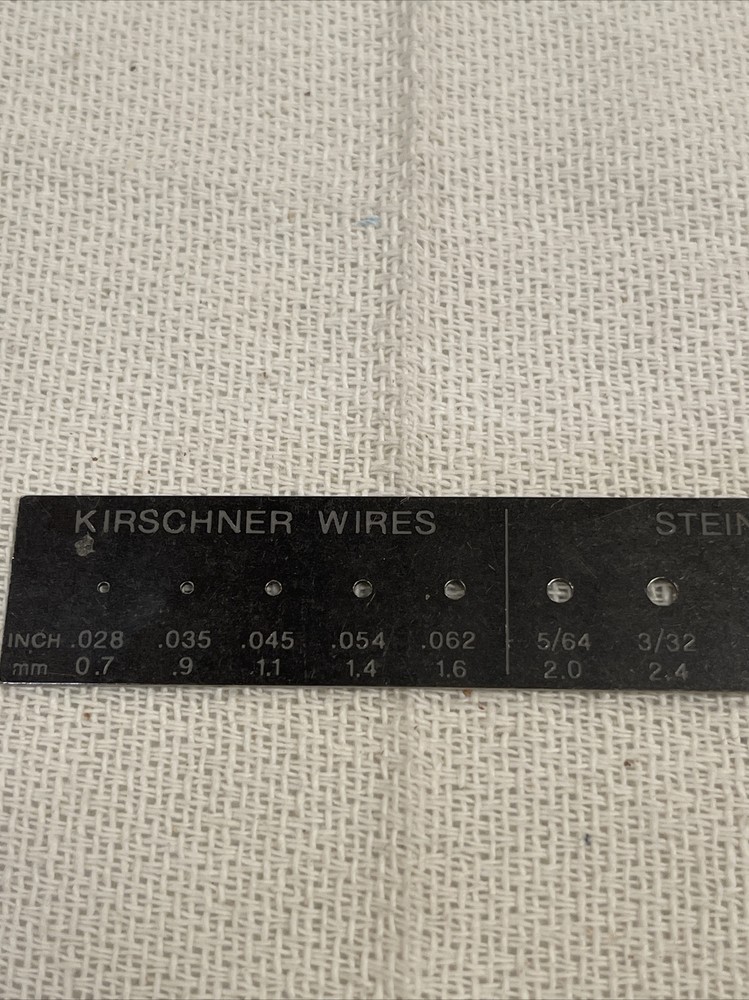 KIRSCHNER WIRES STEIN
INCH .028 .035 .045 .054 .062 5/64 3/32
mm 0.7 .9 1.1 1.4 1.6 2.0 2.4